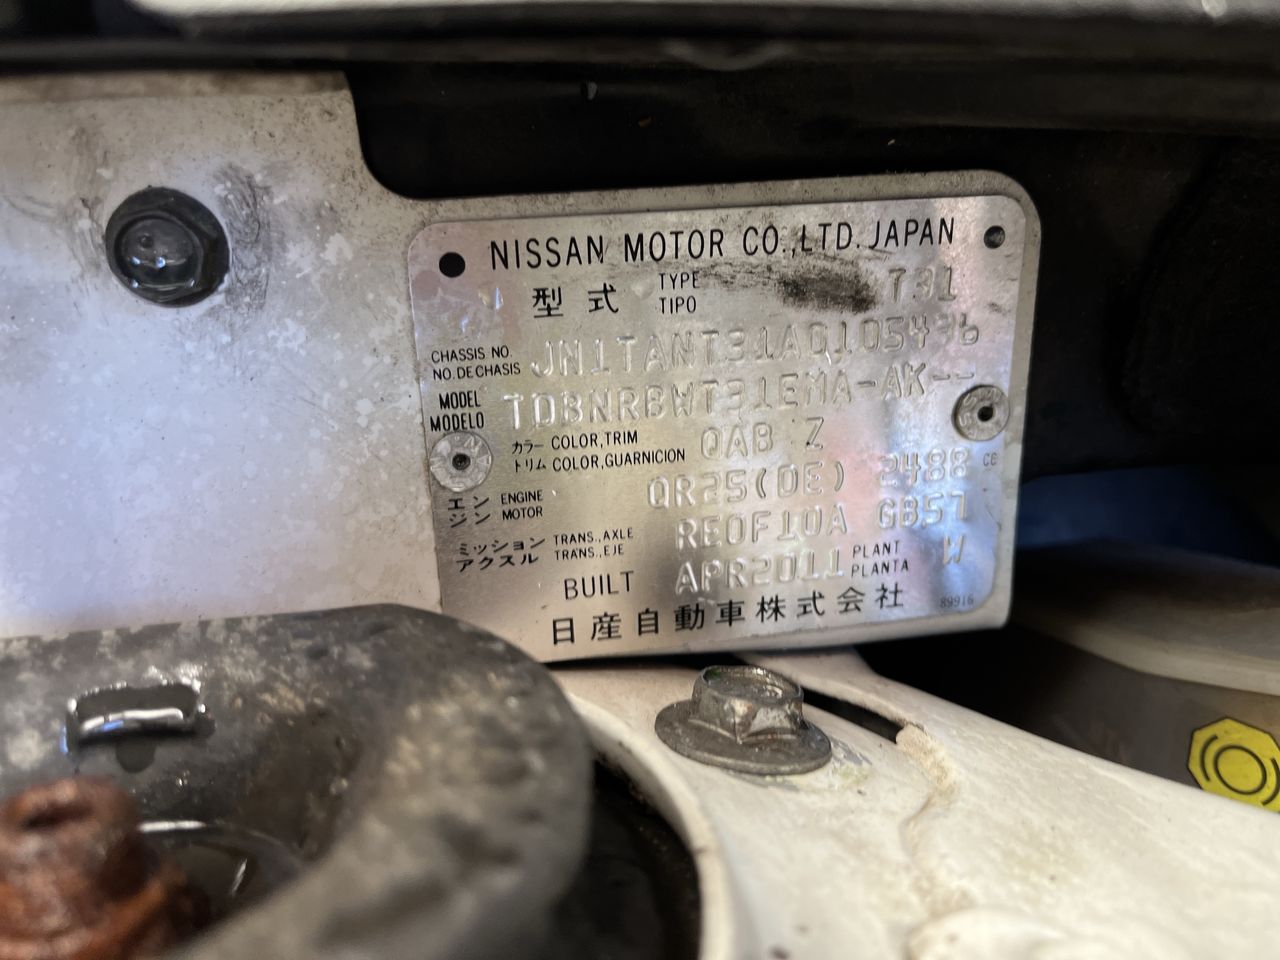 NISSAN MOTOR CO.,LTD. JAPAN
型式 TYPE TIPO T31
CHASSIS NO. NO. DE CHASIS
MODEL MODELO TDBNRBWT31EMA-AK--
カラー COLOR,TRIM トリム COLOR,GUARNICION QAB Z
エンジン ENGINE MOTOR QR25(DE) 2488 CC
ミッション アクスル TRANS.,AXLE TRANS.,EJE RE0F10A GB57
BUILT APR2011 PLANT PLANTA W
日産自動車株式会社 89916